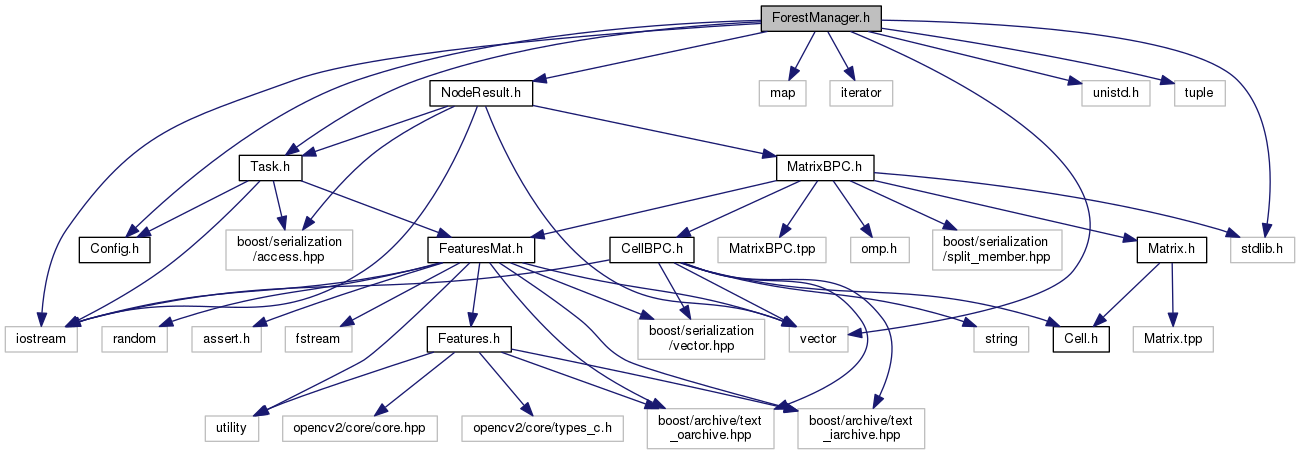 ForestManager.h
NodeResult.h
map
iterator
unistd.h
tuple
Task.h
MatrixBPC.h
Config.h
boost/serialization
/access.hpp
FeaturesMat.h
CellBPC.h
MatrixBPC.tpp
omp.h
boost/serialization
/split_member.hpp
Matrix.h
stdlib.h
iostream
random
assert.h
fstream
Features.h
boost/serialization
/vector.hpp
vector
string
Cell.h
Matrix.tpp
utility
opencv2/core/core.hpp
opencv2/core/types_c.h
boost/archive/text
_oarchive.hpp
boost/archive/text
_iarchive.hpp